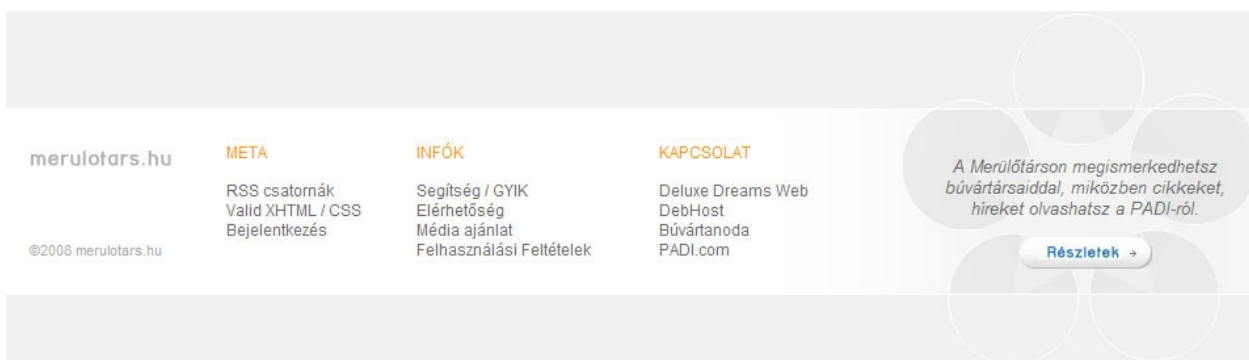 merulotars.hu
©2008 merulotars.hu
META
RSS csatornák
Valid XHTML / CSS
Bejelentkezés
INFÓK
Segítség / GYIK
Elérhetőség
Média ajánlat
Felhasználási Feltételek
KAPCSOLAT
Deluxe Dreams Web
DebHost
Búvártanoda
PADI.com
A Merülőtárson megismerkedhetsz
búvártársaiddal, miközben cikkeket,
híreket olvashatsz a PADI-ról.
Részletek →